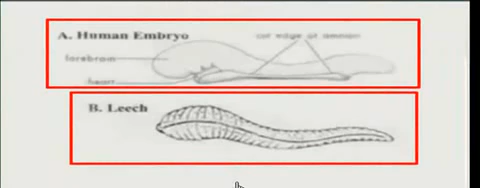 A. Human Embryo
cut edge of amnion
forebrain
heart
B. Leech